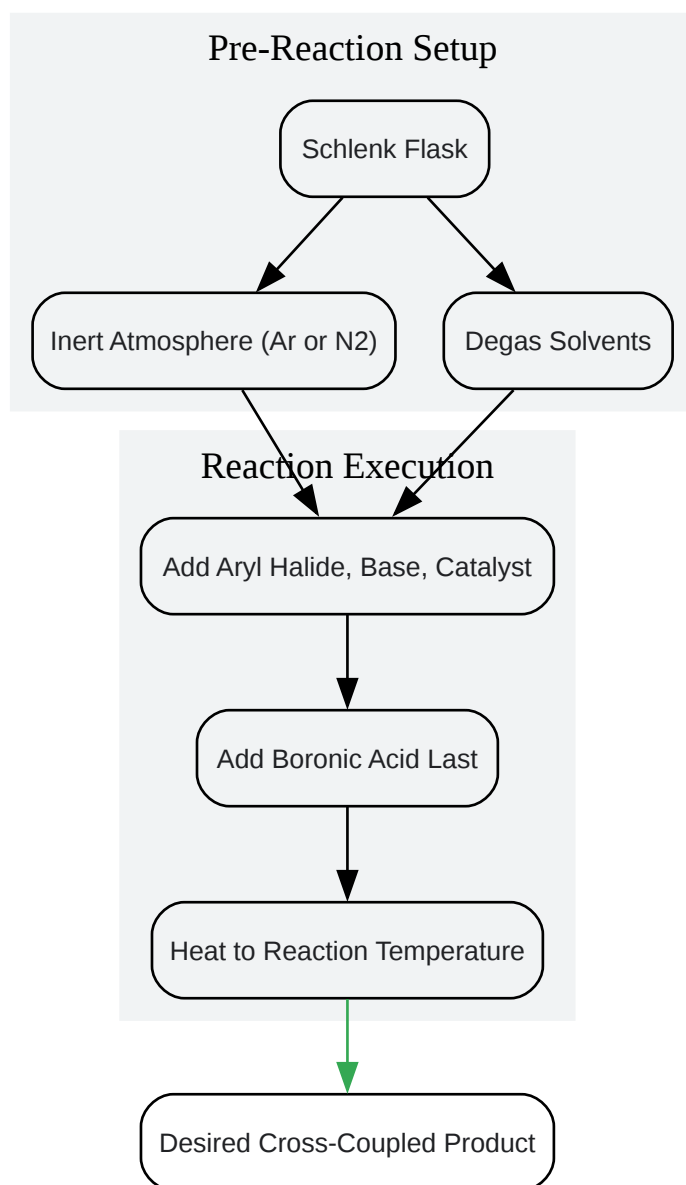 Pre-Reaction Setup
Schlenk Flask
Inert Atmosphere (Ar or N2)
Degas Solvents
Reaction Execution
Add Aryl Halide, Base, Catalyst
Add Boronic Acid Last
Heat to Reaction Temperature
Desired Cross-Coupled Product